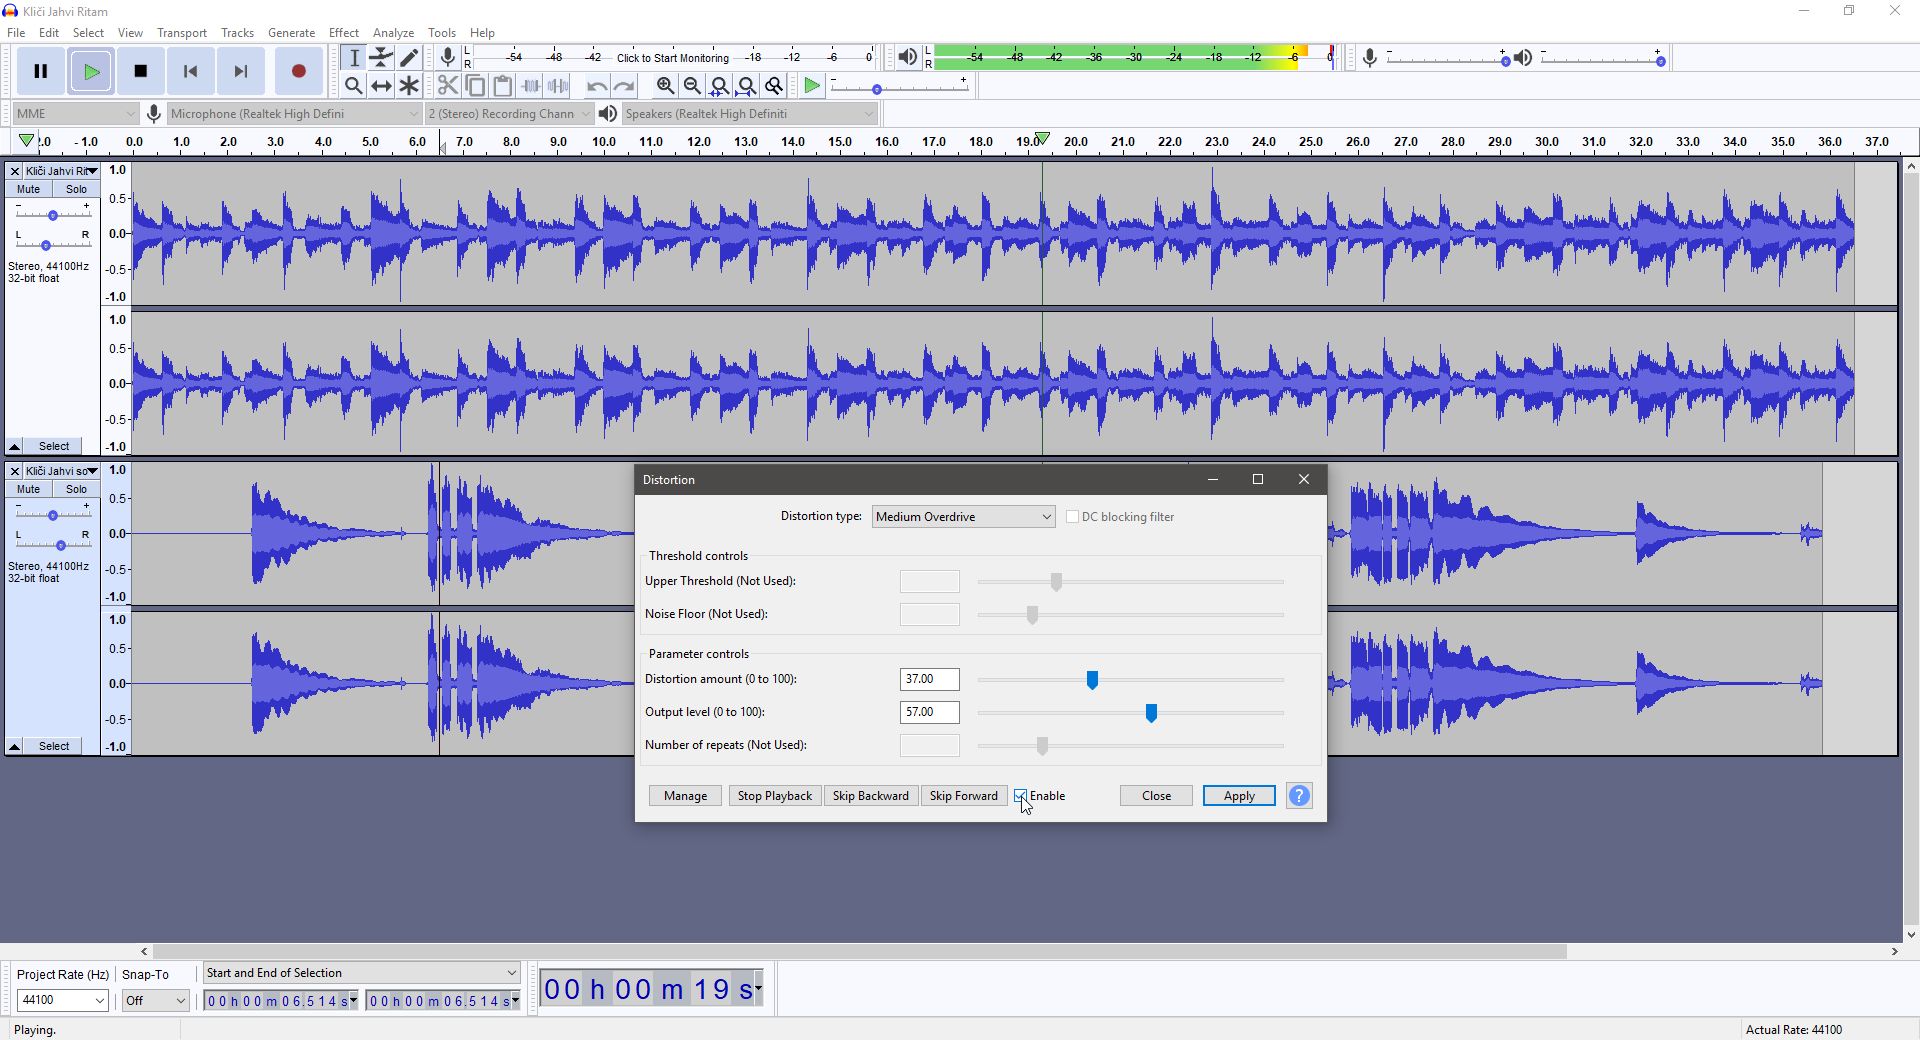 Kliči Jahvi Ritam
File Edit Select View Transport Tracks Generate Effect Analyze Tools Help
L
R
-54 -48 -42 Click to Start Monitoring -18 -12 -6 0
L
R
-54 -48 -42 -36 -30 -24 -18 -12 -6 0
- +
- +
- +
MME
Microphone (Realtek High Defini
2 (Stereo) Recording Chann
Speakers (Realtek High Definiti
-1.0 0.0 1.0 2.0 3.0 4.0 5.0 6.0 7.0 8.0 9.0 10.0 11.0 12.0 13.0 14.0 15.0 16.0 17.0 18.0 19.0 20.0 21.0 22.0 23.0 24.0 25.0 26.0 27.0 28.0 29.0 30.0 31.0 32.0 33.0 34.0 35.0 36.0 37.0
Kliči Jahvi Rit
Mute Solo
- +
L R
Stereo, 44100Hz
32-bit float
Select
1.0
0.5
0.0
-0.5
-1.0
1.0
0.5
0.0
-0.5
-1.0
Kliči Jahvi so
Mute Solo
- +
L R
Stereo, 44100Hz
32-bit float
Select
1.0
0.5
0.0
-0.5
-1.0
1.0
0.5
0.0
-0.5
-1.0
Distortion
Distortion type: Medium Overdrive DC blocking filter
Threshold controls
Upper Threshold (Not Used):
Noise Floor (Not Used):
Parameter controls
Distortion amount (0 to 100): 37.00
Output level (0 to 100): 57.00
Number of repeats (Not Used):
Manage Stop Playback Skip Backward Skip Forward Enable Close Apply ?
Project Rate (Hz) Snap-To Start and End of Selection
44100 Off 00h00m06.514s 00h00m06.514s
00h00m19s
Playing.
Actual Rate: 44100